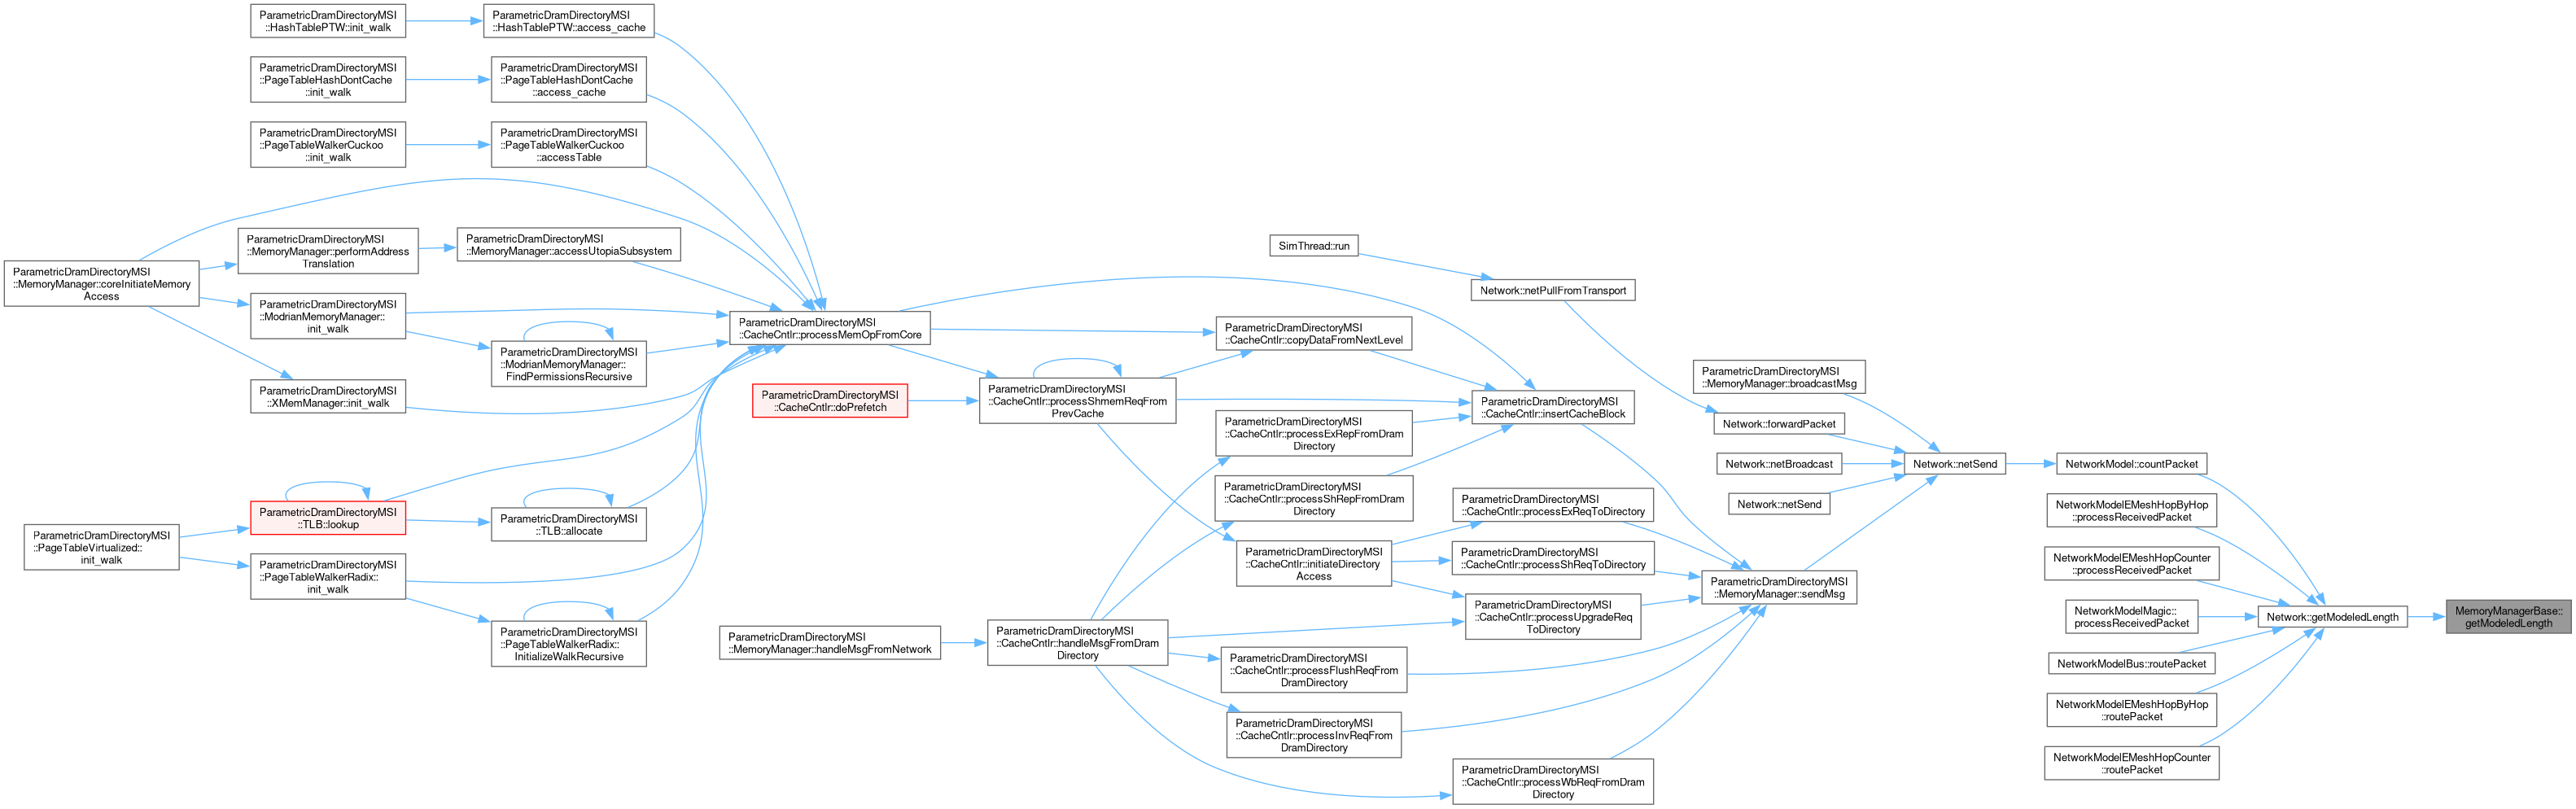 ParametricDramDirectoryMSI
::HashTablePTW::init_walk
ParametricDramDirectoryMSI
::HashTablePTW::access_cache
ParametricDramDirectoryMSI
::PageTableHashDontCache
::init_walk
ParametricDramDirectoryMSI
::PageTableHashDontCache
::access_cache
ParametricDramDirectoryMSI
::PageTableWalkerCuckoo
::init_walk
ParametricDramDirectoryMSI
::PageTableWalkerCuckoo
::accessTable
ParametricDramDirectoryMSI
::MemoryManager::coreInitiateMemory
Access
ParametricDramDirectoryMSI
::MemoryManager::performAddress
Translation
ParametricDramDirectoryMSI
::MemoryManager::accessUtopiaSubsystem
ParametricDramDirectoryMSI
::ModrianMemoryManager::
init_walk
ParametricDramDirectoryMSI
::ModrianMemoryManager::
FindPermissionsRecursive
ParametricDramDirectoryMSI
::XMemManager::init_walk
ParametricDramDirectoryMSI
::CacheCntlr::processMemOpFromCore
ParametricDramDirectoryMSI
::CacheCntlr::doPrefetch
ParametricDramDirectoryMSI
::TLB::lookup
ParametricDramDirectoryMSI
::TLB::allocate
ParametricDramDirectoryMSI
::PageTableVirtualized::
init_walk
ParametricDramDirectoryMSI
::PageTableWalkerRadix::
init_walk
ParametricDramDirectoryMSI
::PageTableWalkerRadix::
InitializeWalkRecursive
ParametricDramDirectoryMSI
::MemoryManager::handleMsgFromNetwork
ParametricDramDirectoryMSI
::CacheCntlr::processShmemReqFrom
PrevCache
ParametricDramDirectoryMSI
::CacheCntlr::handleMsgFromDram
Directory
SimThread::run
Network::netPullFromTransport
ParametricDramDirectoryMSI
::CacheCntlr::copyDataFromNextLevel
ParametricDramDirectoryMSI
::CacheCntlr::insertCacheBlock
ParametricDramDirectoryMSI
::CacheCntlr::processExRepFromDram
Directory
ParametricDramDirectoryMSI
::CacheCntlr::processShRepFromDram
Directory
ParametricDramDirectoryMSI
::CacheCntlr::processExReqToDirectory
ParametricDramDirectoryMSI
::CacheCntlr::initiateDirectory
Access
ParametricDramDirectoryMSI
::CacheCntlr::processShReqToDirectory
ParametricDramDirectoryMSI
::CacheCntlr::processUpgradeReq
ToDirectory
ParametricDramDirectoryMSI
::CacheCntlr::processFlushReqFrom
DramDirectory
ParametricDramDirectoryMSI
::CacheCntlr::processInvReqFrom
DramDirectory
ParametricDramDirectoryMSI
::CacheCntlr::processWbReqFromDram
Directory
ParametricDramDirectoryMSI
::MemoryManager::broadcastMsg
Network::forwardPacket
Network::netBroadcast
Network::netSend
ParametricDramDirectoryMSI
::MemoryManager::sendMsg
Network::netSend
NetworkModel::countPacket
NetworkModelEMeshHopByHop
::processReceivedPacket
NetworkModelEMeshHopCounter
::processReceivedPacket
NetworkModelMagic::
processReceivedPacket
NetworkModelBus::routePacket
NetworkModelEMeshHopByHop
::routePacket
NetworkModelEMeshHopCounter
::routePacket
Network::getModeledLength
MemoryManagerBase::
getModeledLength